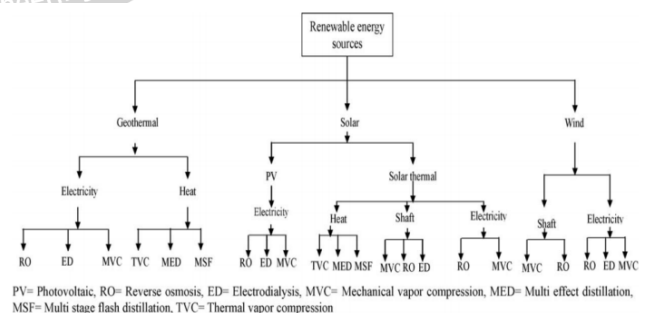 Renewable energy
sources
Geothermal
Solar
Wind
PV
Solar thermal
Electricity
Heat
Electricity
Heat
Shaft
Electricity
Shaft
Electricity
RO
ED
MVC
TVC
MED
MSF
RO
ED
MVC
TVC
MED
MSF
MVC
RO
ED
RO
MVC
MVC
RO
RO
ED
MVC
PV= Photovoltaic, RO= Reverse osmosis, ED= Electrodialysis, MVC= Mechanical vapor compression, MED= Multi effect distillation,
MSF= Multi stage flash distillation, TVC= Thermal vapor compression